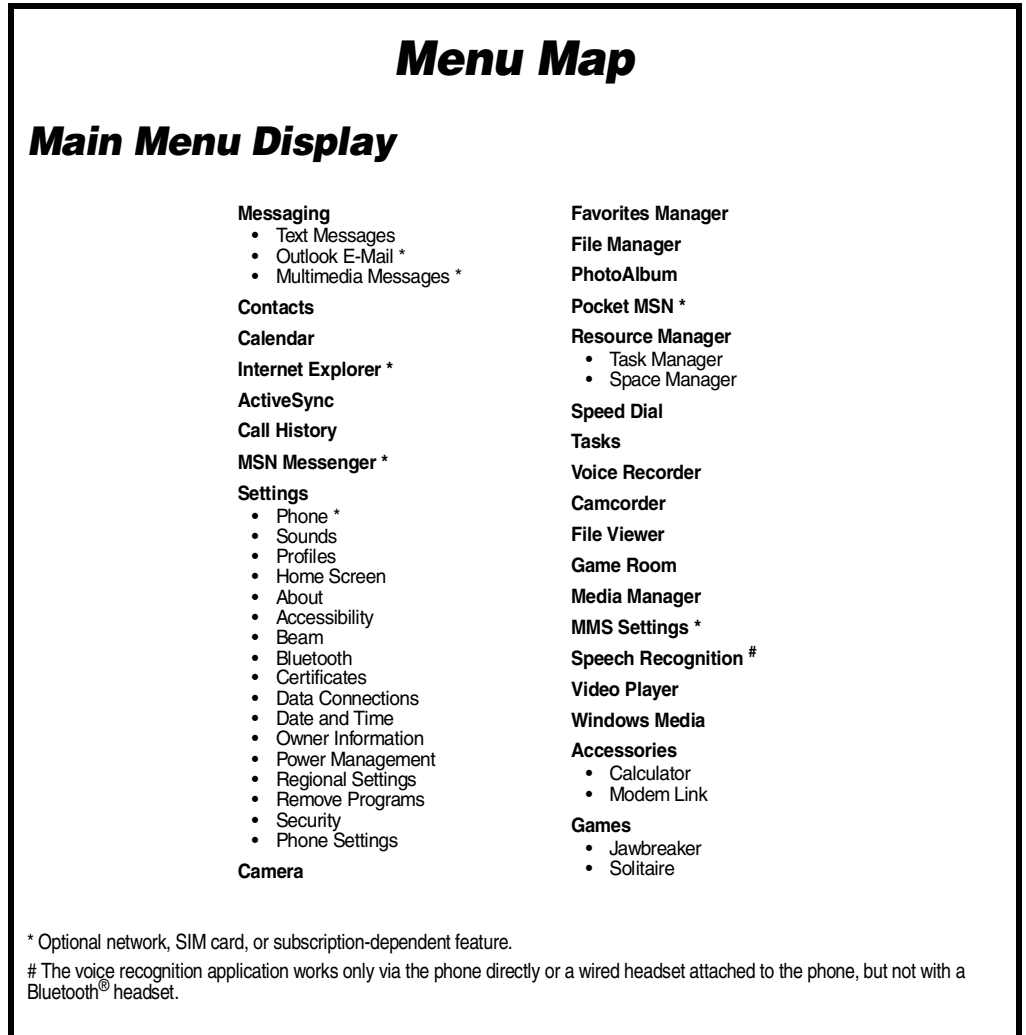 Menu Map
Main Menu Display
Messaging
• Text Messages
• Outlook E-Mail *
• Multimedia Messages *
Contacts
Calendar
Internet Explorer *
ActiveSync
Call History
MSN Messenger *
Settings
• Phone *
• Sounds
• Profiles
• Home Screen
• About
• Accessibility
• Beam
• Bluetooth
• Certificates
• Data Connections
• Date and Time
• Owner Information
• Power Management
• Regional Settings
• Remove Programs
• Security
• Phone Settings
Camera
Favorites Manager
File Manager
PhotoAlbum
Pocket MSN *
Resource Manager
• Task Manager
• Space Manager
Speed Dial
Tasks
Voice Recorder
Camcorder
File Viewer
Game Room
Media Manager
MMS Settings *
Speech Recognition #
Video Player
Windows Media
Accessories
• Calculator
• Modem Link
Games
• Jawbreaker
• Solitaire
* Optional network, SIM card, or subscription-dependent feature.
# The voice recognition application works only via the phone directly or a wired headset attached to the phone, but not with a
Bluetooth® headset.